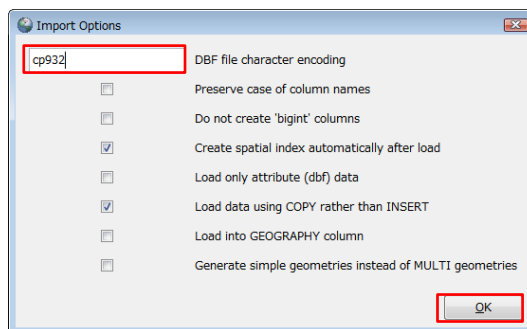 Import Options
cp932 DBF file character encoding
Preserve case of column names
Do not create 'bigint' columns
Create spatial index automatically after load
Load only attribute (dbf) data
Load data using COPY rather than INSERT
Load into GEOGRAPHY column
Generate simple geometries instead of MULTI geometries
OK